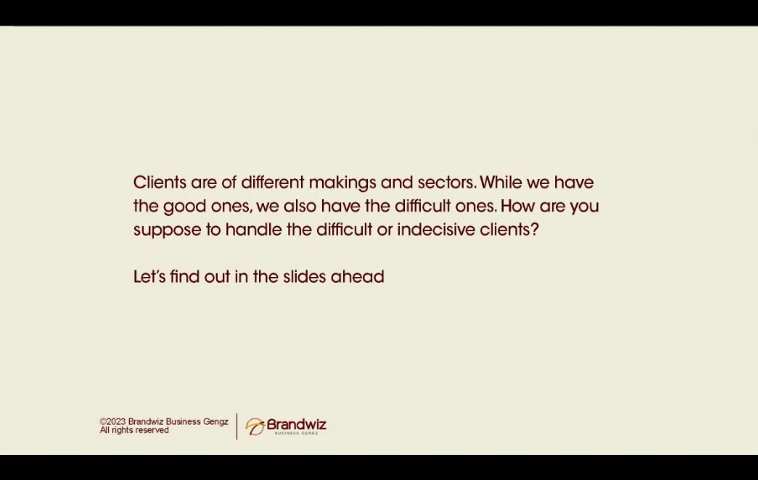 Clients are of different makings and sectors. While we have
the good ones, we also have the difficult ones. How are you
suppose to handle the difficult or indecisive clients?
Let's find out in the slides ahead
©2023 Brandwiz Business Gengz
All rights reserved
Brandwiz
BUSINESS GENGZ